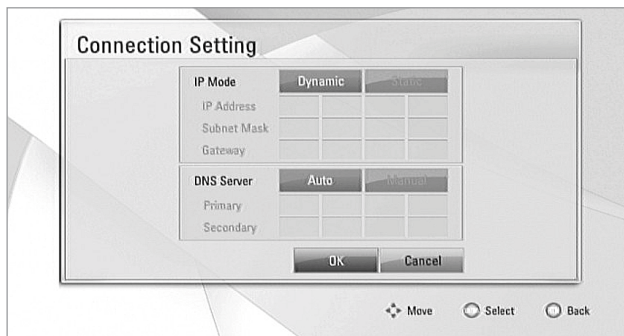 Connection Setting
IP Mode Dynamic Static
IP Address
Subnet Mask
Gateway
DNS Server Auto Manual
Primary
Secondary
OK Cancel
Move Select Back